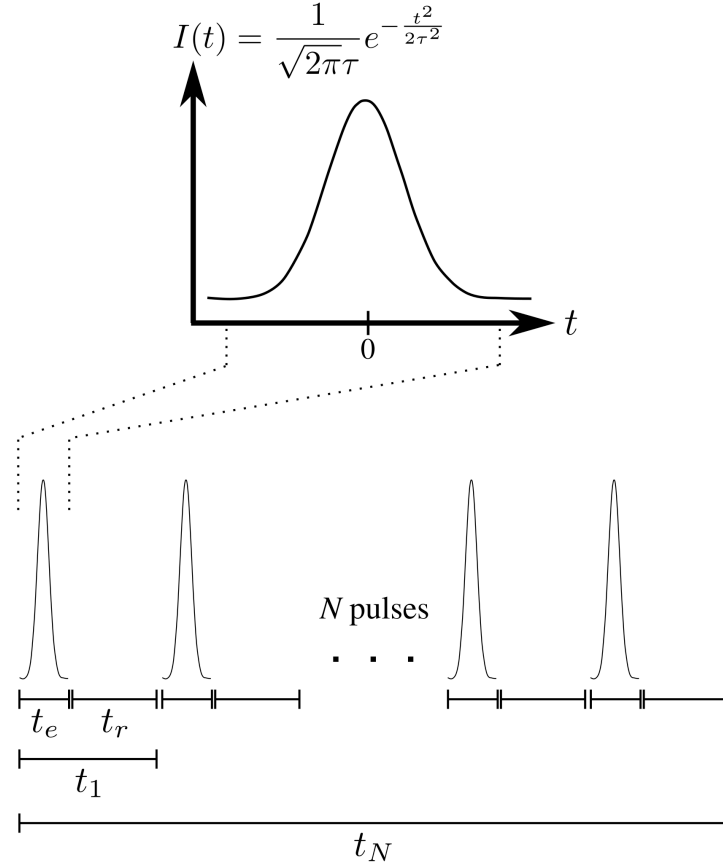 I(t) = \frac{1}{\sqrt{2\pi}\tau} e^{-\frac{t^2}{2\tau^2}}
t
0
N pulses
. . .
t_e t_r
t_1
t_N